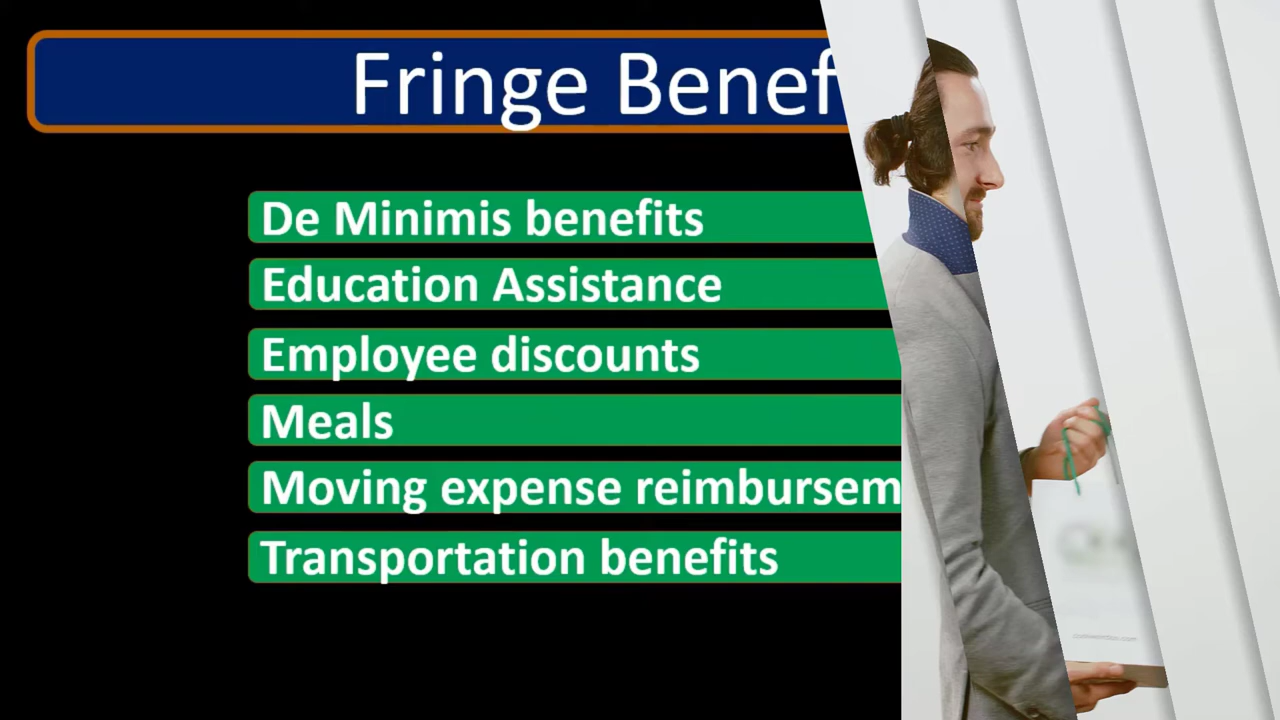 Fringe Benef
De Minimis benefits
Education Assistance
Employee discounts
Meals
Moving expense reimbursem
Transportation benefits